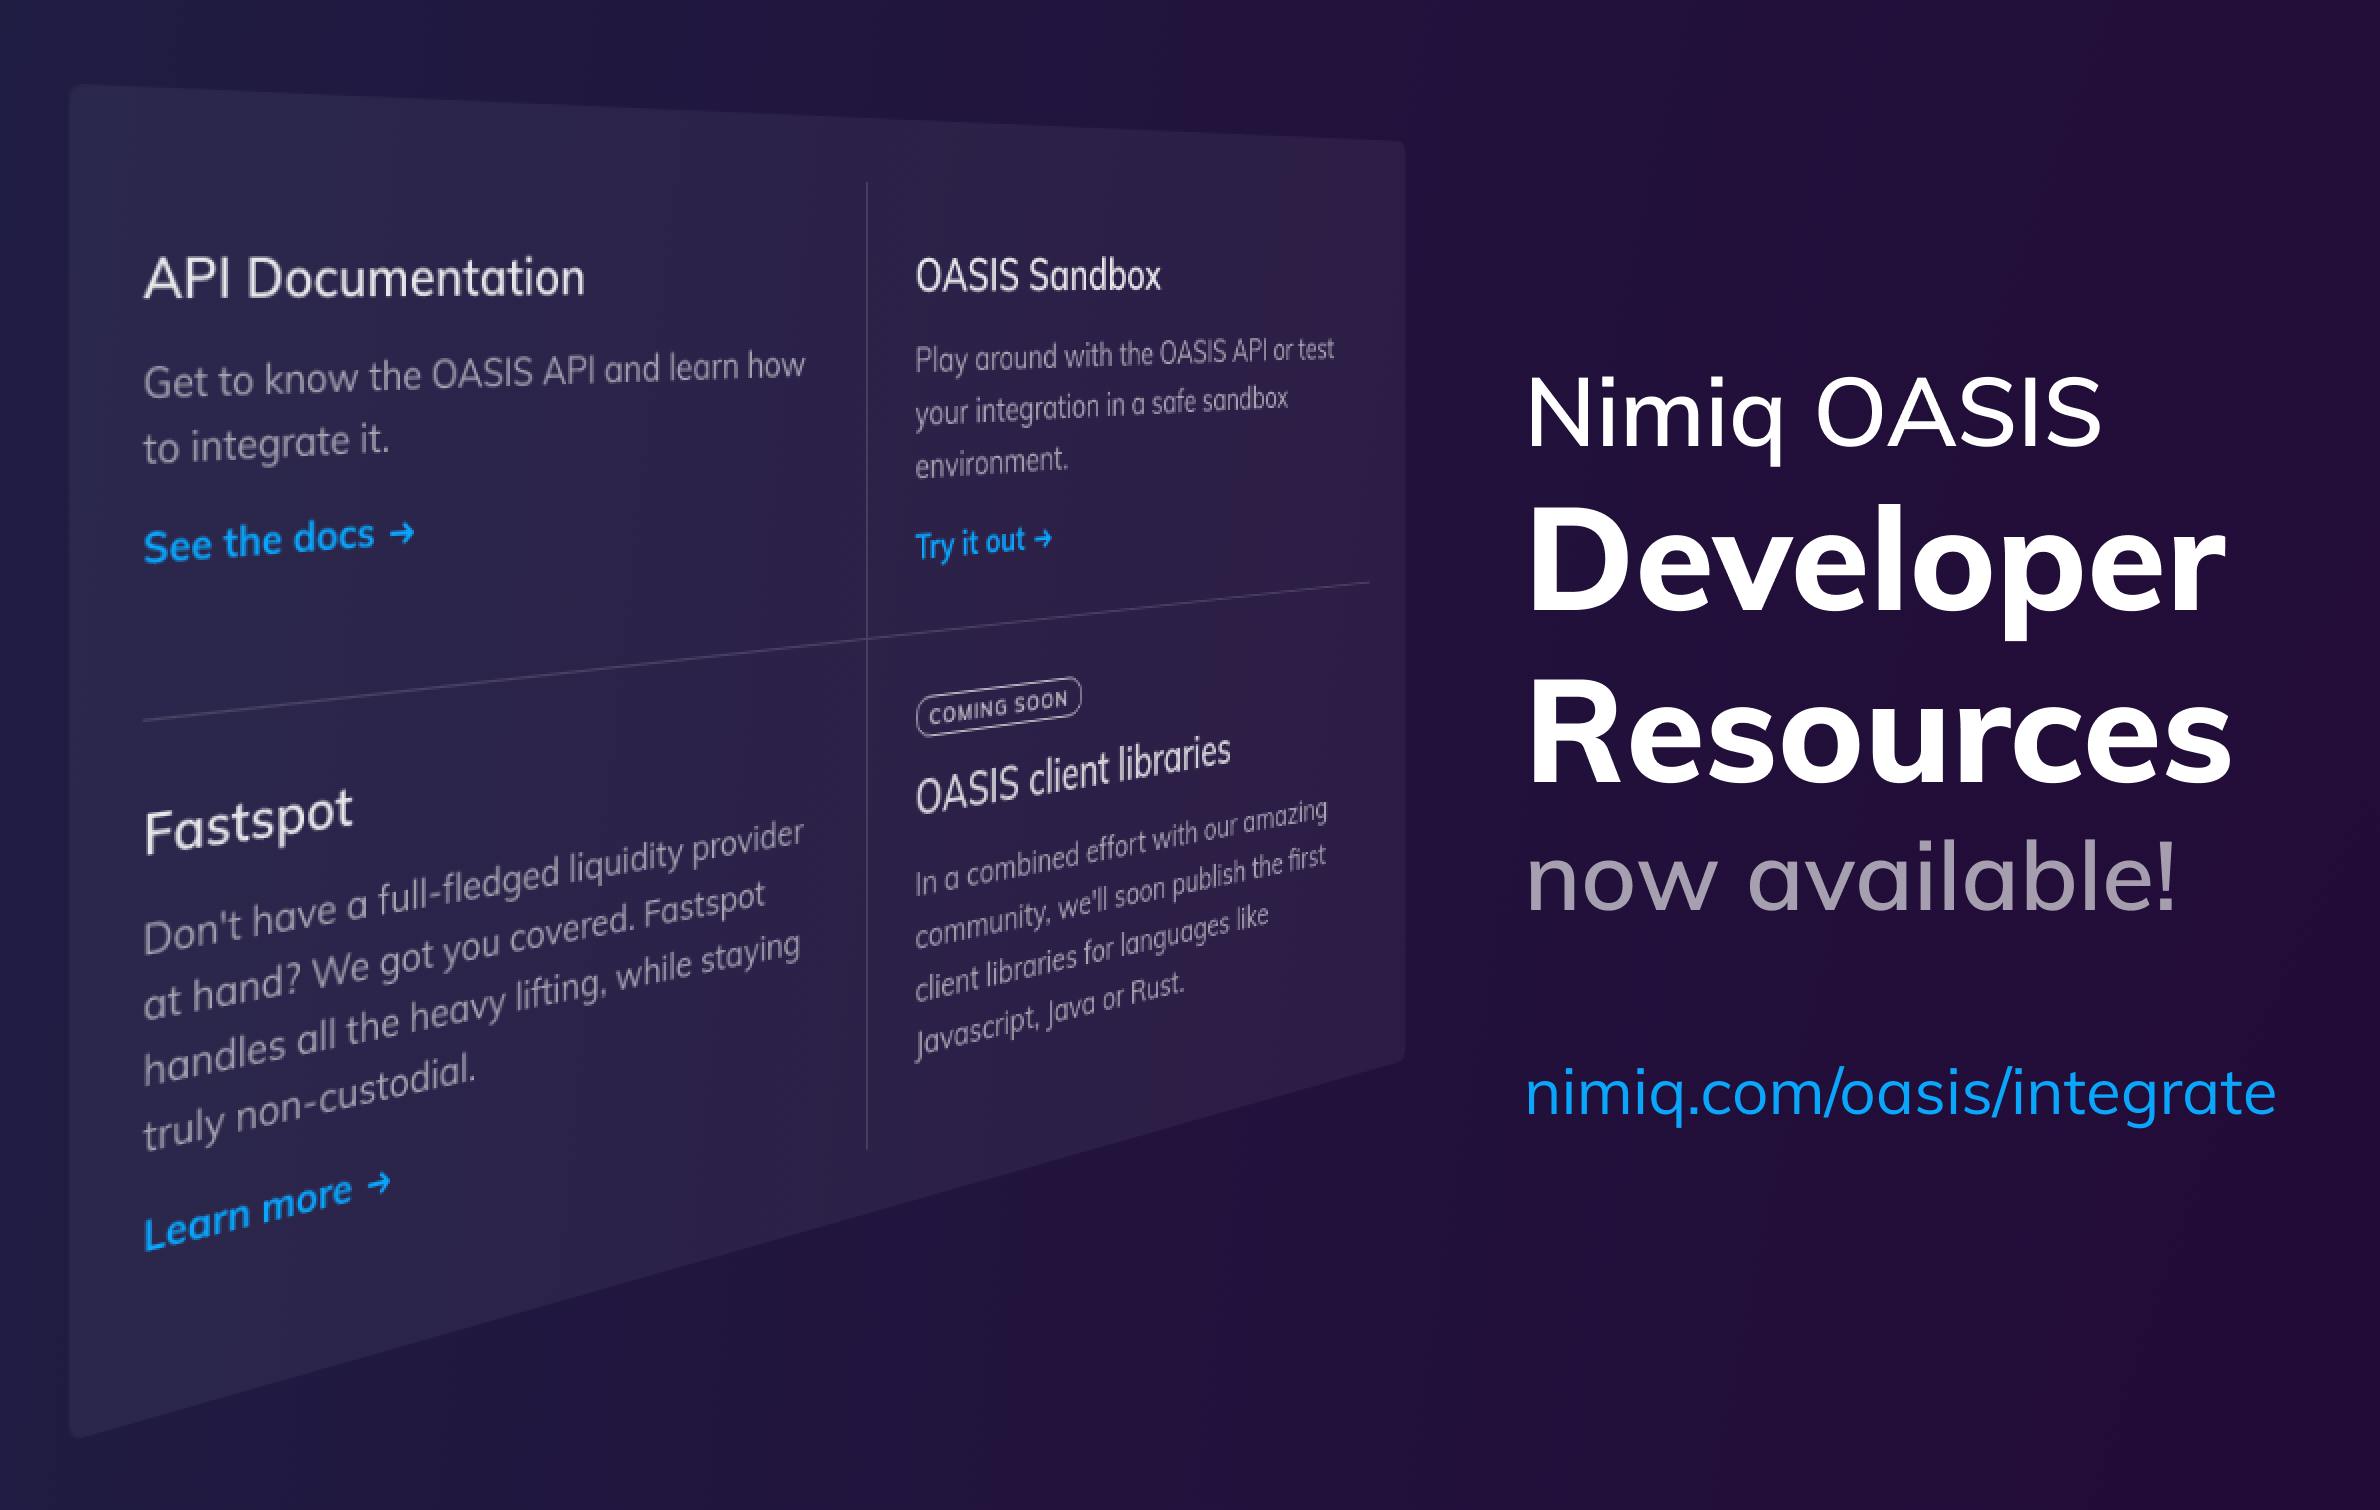 API Documentation
Get to know the OASIS API and learn how
to integrate it.
See the docs →
OASIS Sandbox
Play around with the OASIS API or test
your integration in a safe sandbox
environment.
Try it out →
Fastspot
Don't have a full-fledged liquidity provider
at hand? We got you covered. Fastspot
handles all the heavy lifting, while staying
truly non-custodial.
Learn more →
COMING SOON
OASIS client libraries
In a combined effort with our amazing
community, we'll soon publish the first
client libraries for languages like
Javascript, Java or Rust.
Nimiq OASIS
Developer
Resources
now available!
nimiq.com/oasis/integrate